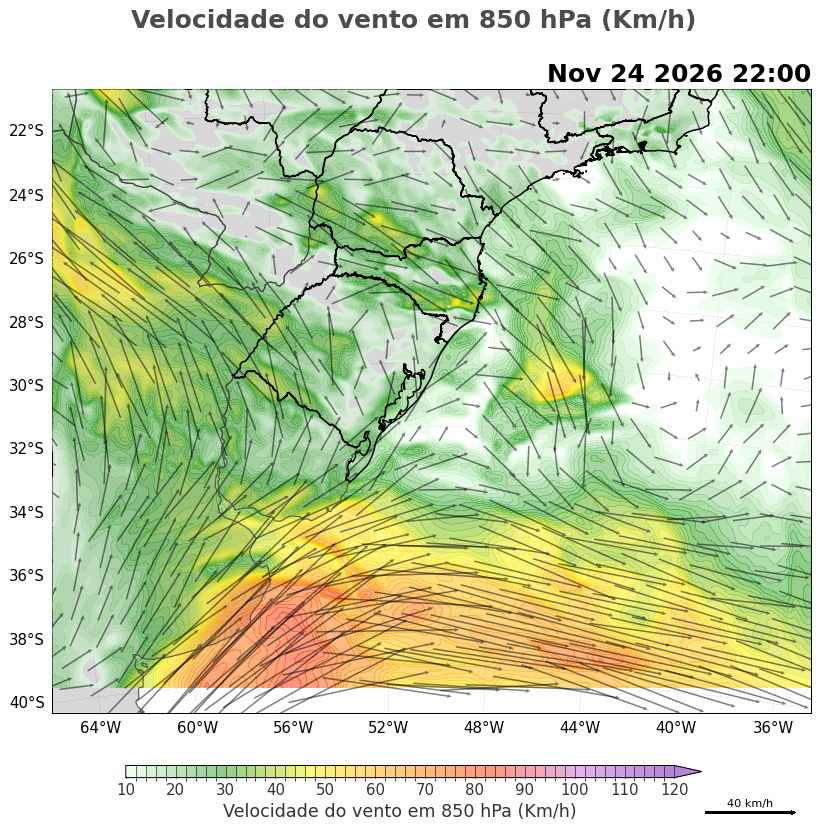 Velocidade do vento em 850 hPa (Km/h)
Nov 24 2026 22:00
22°S
24°S
26°S
28°S
30°S
32°S
34°S
36°S
38°S
40°S
64°W 60°W 56°W 52°W 48°W 44°W 40°W 36°W
10 20 30 40 50 60 70 80 90 100 110 120
Velocidade do vento em 850 hPa (Km/h)
40 km/h